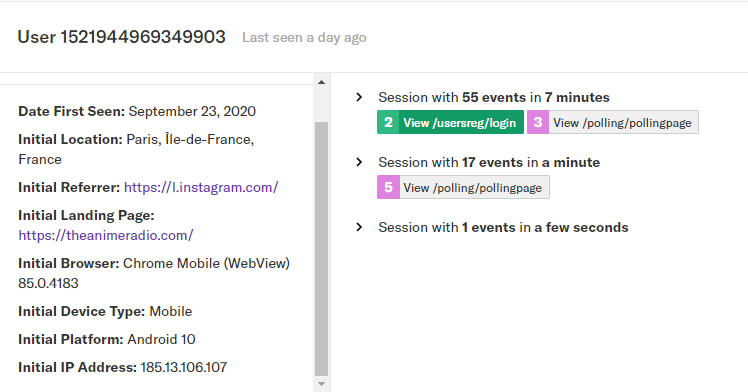 User 1521944969349903 Last seen a day ago
Date First Seen: September 23, 2020
Initial Location: Paris, Île-de-France,
France
Initial Referrer: https://l.instagram.com/
Initial Landing Page:
https://theanimeradio.com/
Initial Browser: Chrome Mobile (WebView)
85.0.4183
Initial Device Type: Mobile
Initial Platform: Android 10
Initial IP Address: 185.13.106.107
Session with 55 events in 7 minutes
2 View /usersreg/login 3 View /polling/pollingpage
Session with 17 events in a minute
5 View /polling/pollingpage
Session with 1 events in a few seconds